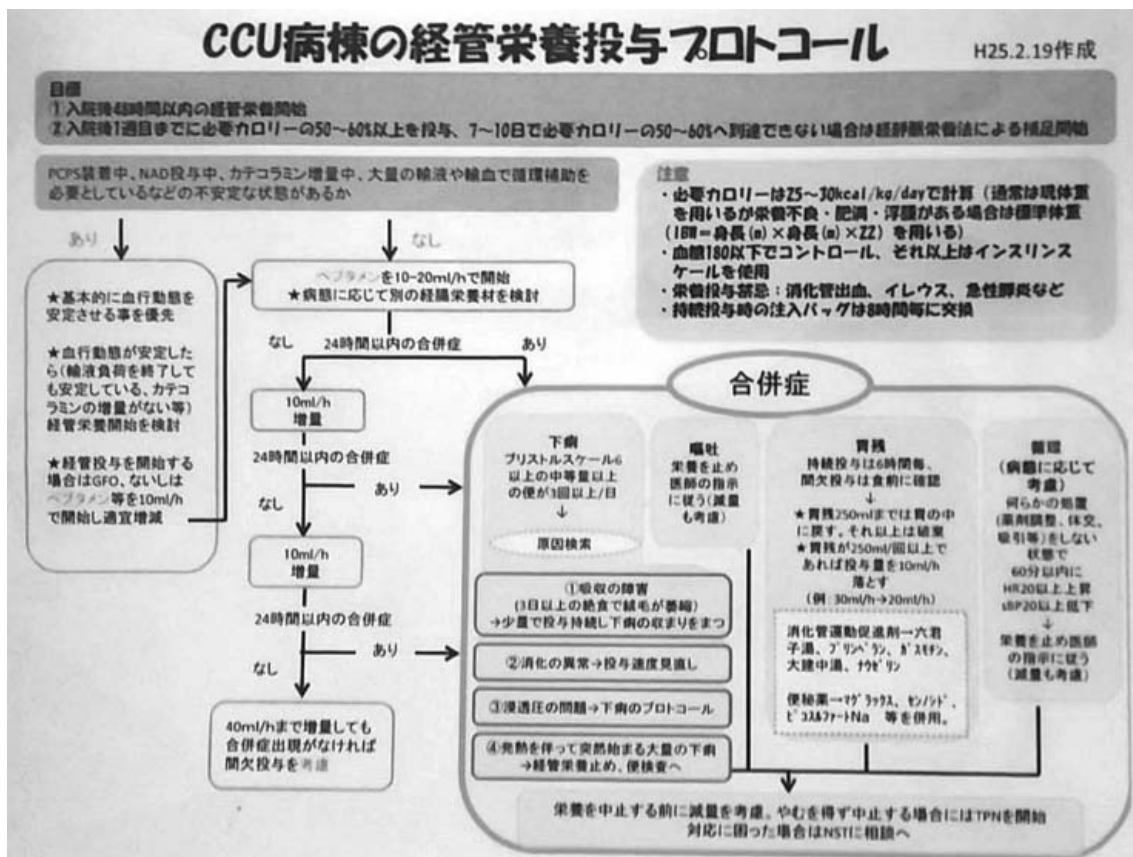 CCU病棟の経管栄養投与プロトコール
H25.2.19作成
目標
①入院後48時間以内の経管栄養開始
②入院後1週目までに必要カロリーの50～60%以上を投与、7～10日で必要カロリーの50～60%へ到達できない場合は経静脈栄養法による補足開始
PCPS装着中、NAD投与中、カテコラミン増量中、大量の輸液や輸血で循環補助を
必要としているなどの不安定な状態があるか
注意
・必要カロリーは25～30kcal/kg/dayで計算（通常は現体重
を用いるが栄養不良・肥満・浮腫がある場合は標準体重
（IBW=身長(m)×身長(m)×22）を用いる）
・血糖180以下でコントロール、それ以上はインスリンス
ケールを使用
・栄養投与禁忌：消化管出血、イレウス、急性膵炎など
・持続投与時の注入バッグは8時間毎に交換
あり
なし
★基本的に血行動態を
安定させる事を優先
★血行動態が安定した
ら(輸液負荷を終了して
も安定している、カテコ
ラミンの増量がない等)
経管栄養開始を検討
★経管投与を開始する
場合はGFO、ないしは
ペプタメン等を10ml/h
で開始し適宜増減
ペプタメンを10-20ml/hで開始
★病態に応じて別の経腸栄養材を検討
なし
24時間以内の合併症
あり
10ml/h
増量
24時間以内の合併症
なし
あり
10ml/h
増量
24時間以内の合併症
なし
あり
40ml/hまで増量しても
合併症出現がなければ
間欠投与を考慮
合併症
下痢
ブリストルスケール6
以上の中等量以上
の便が3回以上/日
↓
原因検索
①吸収の障害
(3日以上の絶食で絨毛が萎縮)
→少量で投与持続し下痢の収まりをまつ
②消化の異常→投与速度見直し
③浸透圧の問題→下痢のプロトコール
④発熱を伴って突然始まる大量の下痢
→経管栄養止め、便検査へ
嘔吐
栄養を止め
医師の指示
に従う(減量
も考慮)
胃残
持続投与は6時間毎、
間欠投与は食前に確認
↓
★胃残250mlまでは胃の中
に戻す。それ以上は破棄
★胃残が250ml/回以上で
あれば投与量を10ml/h
落とす
(例：30ml/h→20ml/h)
消化管運動促進剤→六君
子湯、プリンペラン、ガスモチン、
大建中湯、ナウゼリン
便秘薬→マグラックス、センノシド、
ピコスルファートNa 等を併用。
循環
(病態に応じて
考慮)
何らかの処置
(薬剤調整、体交、
吸引等)をしない
状態で
60分以内に
HR20以上上昇
sBP20以上低下
↓
栄養を止め医師
の指示に従う
(減量も考慮)
栄養を中止する前に減量を考慮。やむを得ず中止する場合にはTPNを開始
対応に困った場合はNSTに相談へ